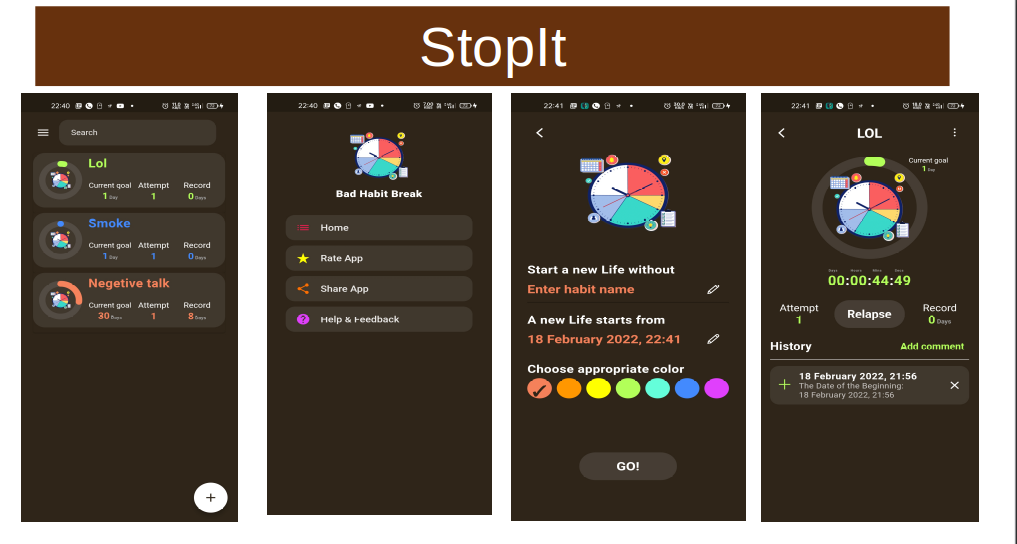 StopIt
22:40
Search
Lol
Current goal Attempt Record
1 Day 1 0 Days
Smoke
Current goal Attempt Record
1 Day 1 0 Days
Negetive talk
Current goal Attempt Record
30 Days 1 8 Days
+
22:40
Bad Habit Break
Home
Rate App
Share App
Help & Feedback
22:41
Start a new Life without
Enter habit name
A new Life starts from
18 February 2022, 22:41
Choose appropriate color
GO!
22:41
LOL
Current goal
1 Day
Days Hours Mins Secs
00:00:44:49
Attempt Relapse Record
1 0 Days
History Add comment
18 February 2022, 21:56
The Date of the Beginning:
18 February 2022, 21:56